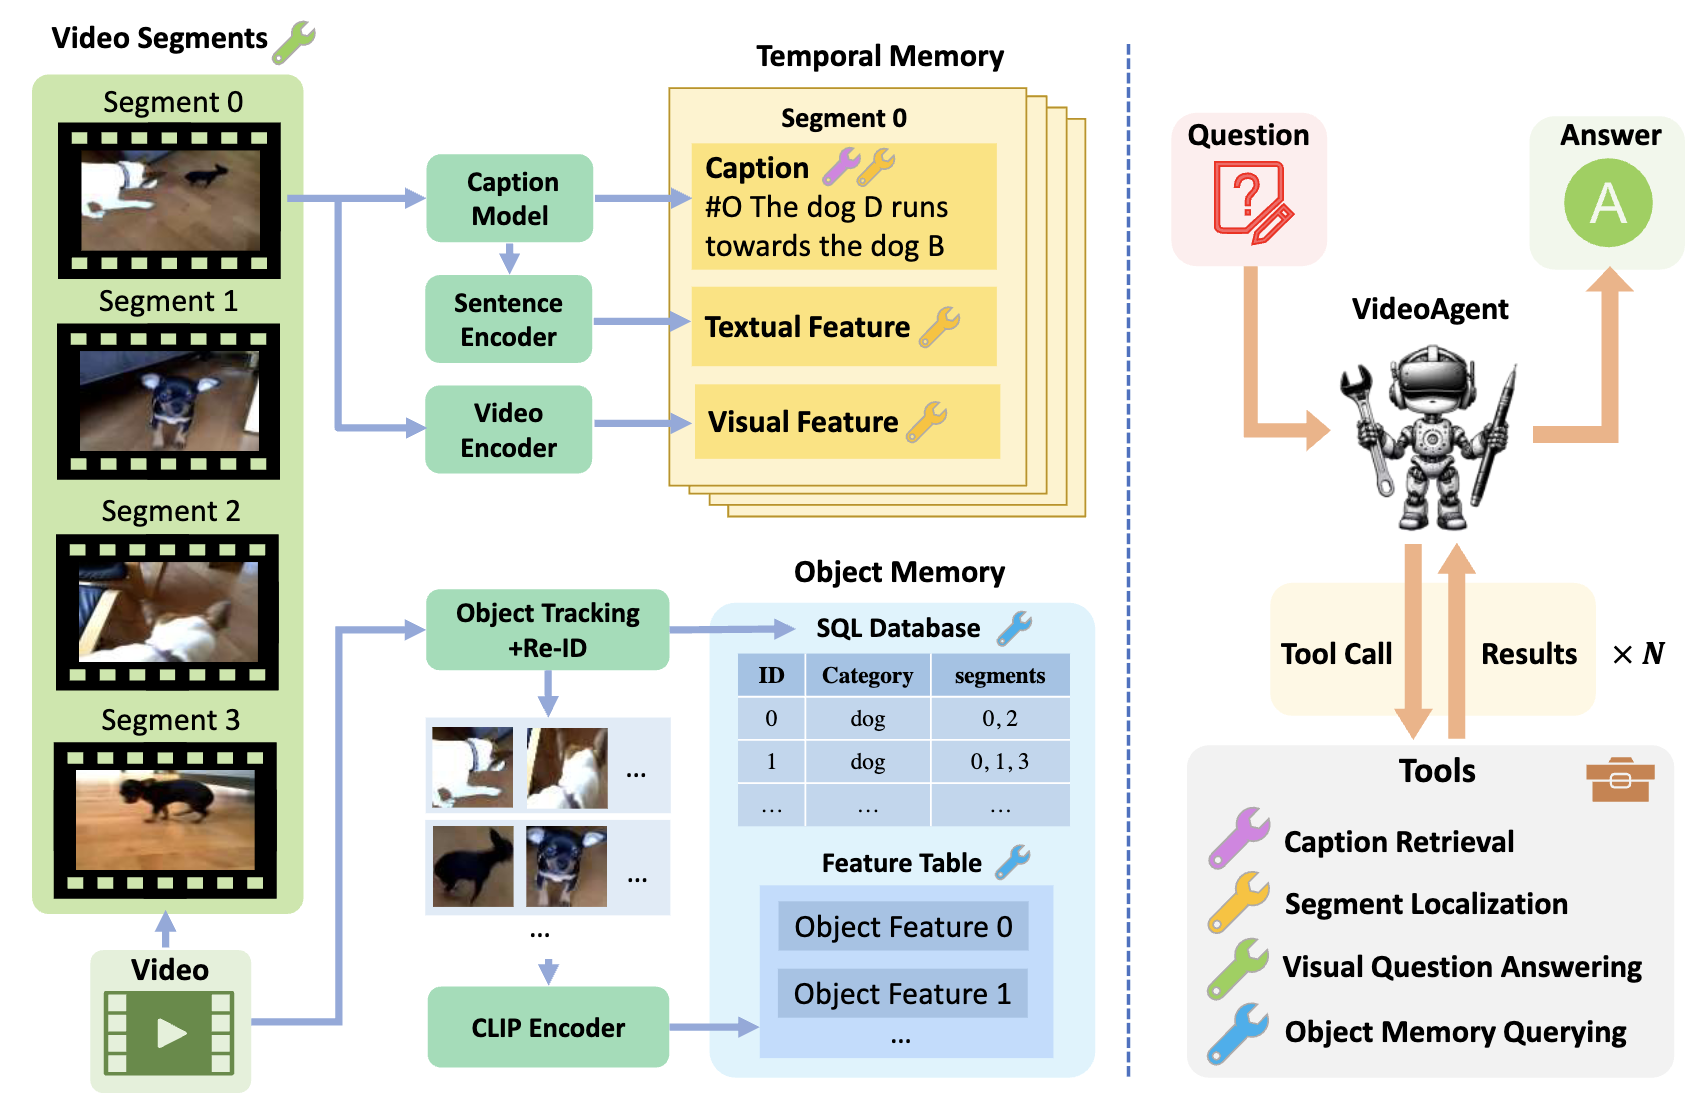 Video Segments
Segment 0
Segment 1
Segment 2
Segment 3
Video
Caption
Model
Sentence
Encoder
Video
Encoder
Temporal Memory
Segment 0
Caption
#O The dog D runs
towards the dog B
Textual Feature
Visual Feature
Object Tracking
+Re-ID
...
...
...
CLIP Encoder
Object Memory
SQL Database
ID Category segments
0 dog 0, 2
1 dog 0, 1, 3
... ... ...
Feature Table
Object Feature 0
Object Feature 1
...
Question
?
Answer
A
VideoAgent
Tool Call
Results
× N
Tools
Caption Retrieval
Segment Localization
Visual Question Answering
Object Memory Querying